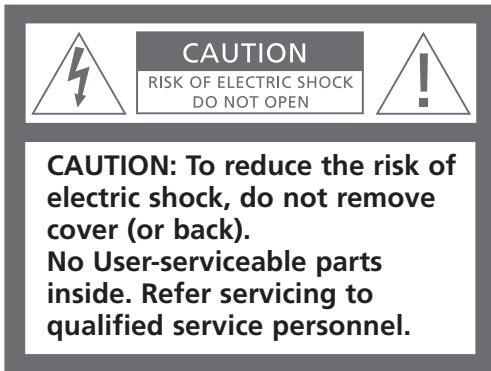 CAUTION
RISK OF ELECTRIC SHOCK
DO NOT OPEN
CAUTION: To reduce the risk of
electric shock, do not remove
cover (or back).
No User-serviceable parts
inside. Refer servicing to
qualified service personnel.